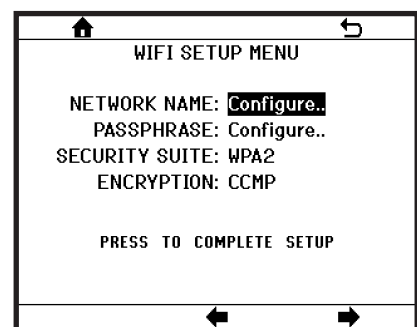 WIFI SETUP MENU
NETWORK NAME: Configure..
PASSPHRASE: Configure..
SECURITY SUITE: WPA2
ENCRYPTION: CCMP
PRESS TO COMPLETE SETUP